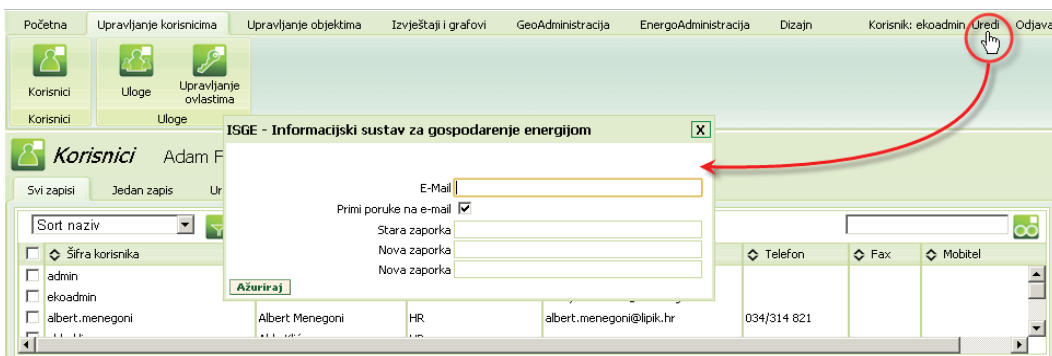 Početna Upravljanje korisnicima Upravljanje objektima Izvještaji i grafovi GeoAdministracija EnergoAdministracija Dizajn Korisnik: ekoadmin Uredi Odjava
Korisnici Uloge Upravljanje
ovlastima
Korisnici Uloge
ISGE - Informacijski sustav za gospodarenje energijom X
Korisnici Adam F
Svi zapisi Jedan zapis Ur
E-Mail
Primi poruke na e-mail
Sort naziv
Stara zaporka
Nova zaporka
Šifra korisnika Telefon Fax Mobitel
Nova zaporka
admin
Ažuriraj
ekoadmin
albert.menegoni Albert Menegoni HR albert.menegoni@lipik.hr 034/314 821